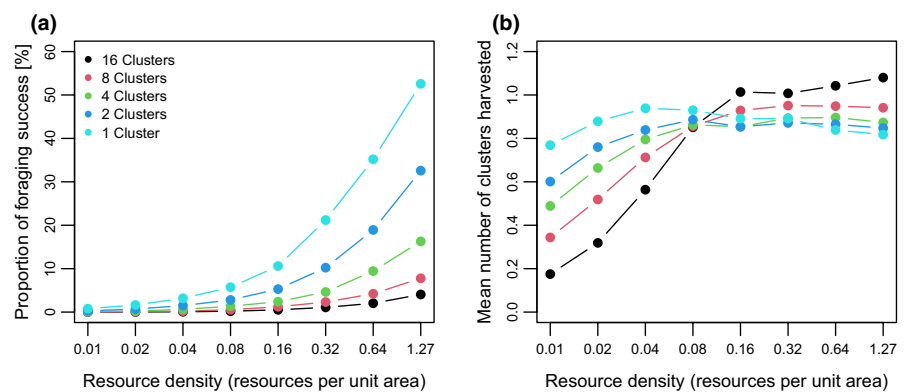 (a)
Proportion of foraging success [%]
60
50
40
30
20
10
0
16 Clusters
8 Clusters
4 Clusters
2 Clusters
1 Cluster
0.01 0.02 0.04 0.08 0.16 0.32 0.64 1.27
Resource density (resources per unit area)
(b)
Mean number of clusters harvested
1.2
1.0
0.8
0.6
0.4
0.2
0.0
0.01 0.02 0.04 0.08 0.16 0.32 0.64 1.27
Resource density (resources per unit area)